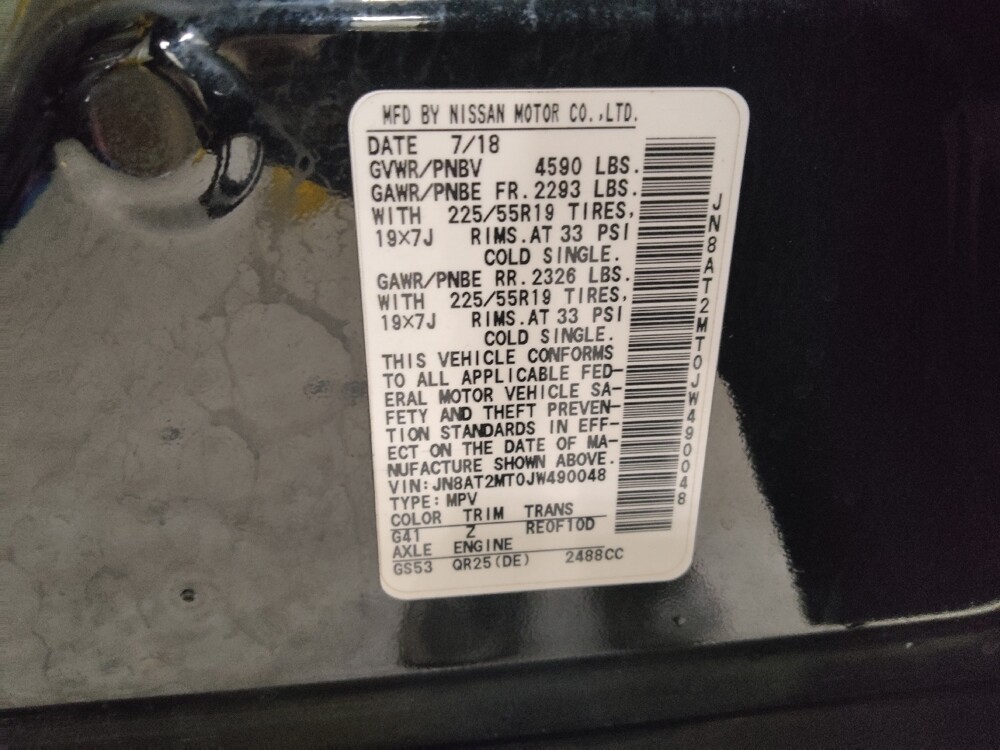 MFD BY NISSAN MOTOR CO.,LTD.
DATE 7/18
GVWR/PNBV 4590 LBS.
GAWR/PNBE FR.2293 LBS.
WITH 225/55R19 TIRES,
19×7J RIMS.AT 33 PSI
COLD SINGLE.
GAWR/PNBE RR.2326 LBS.
WITH 225/55R19 TIRES,
19×7J RIMS.AT 33 PSI
COLD SINGLE.
THIS VEHICLE CONFORMS
TO ALL APPLICABLE FED-
ERAL MOTOR VEHICLE SA-
FETY AND THEFT PREVEN-
TION STANDARDS IN EFF-
ECT ON THE DATE OF MA-
NUFACTURE SHOWN ABOVE.
VIN:JN8AT2MT0JW490048
TYPE:MPV
COLOR TRIM TRANS
G41 Z RE0F10D
AXLE ENGINE
GS53 QR25(DE) 2488CC
JN8AT2MT0JW490048